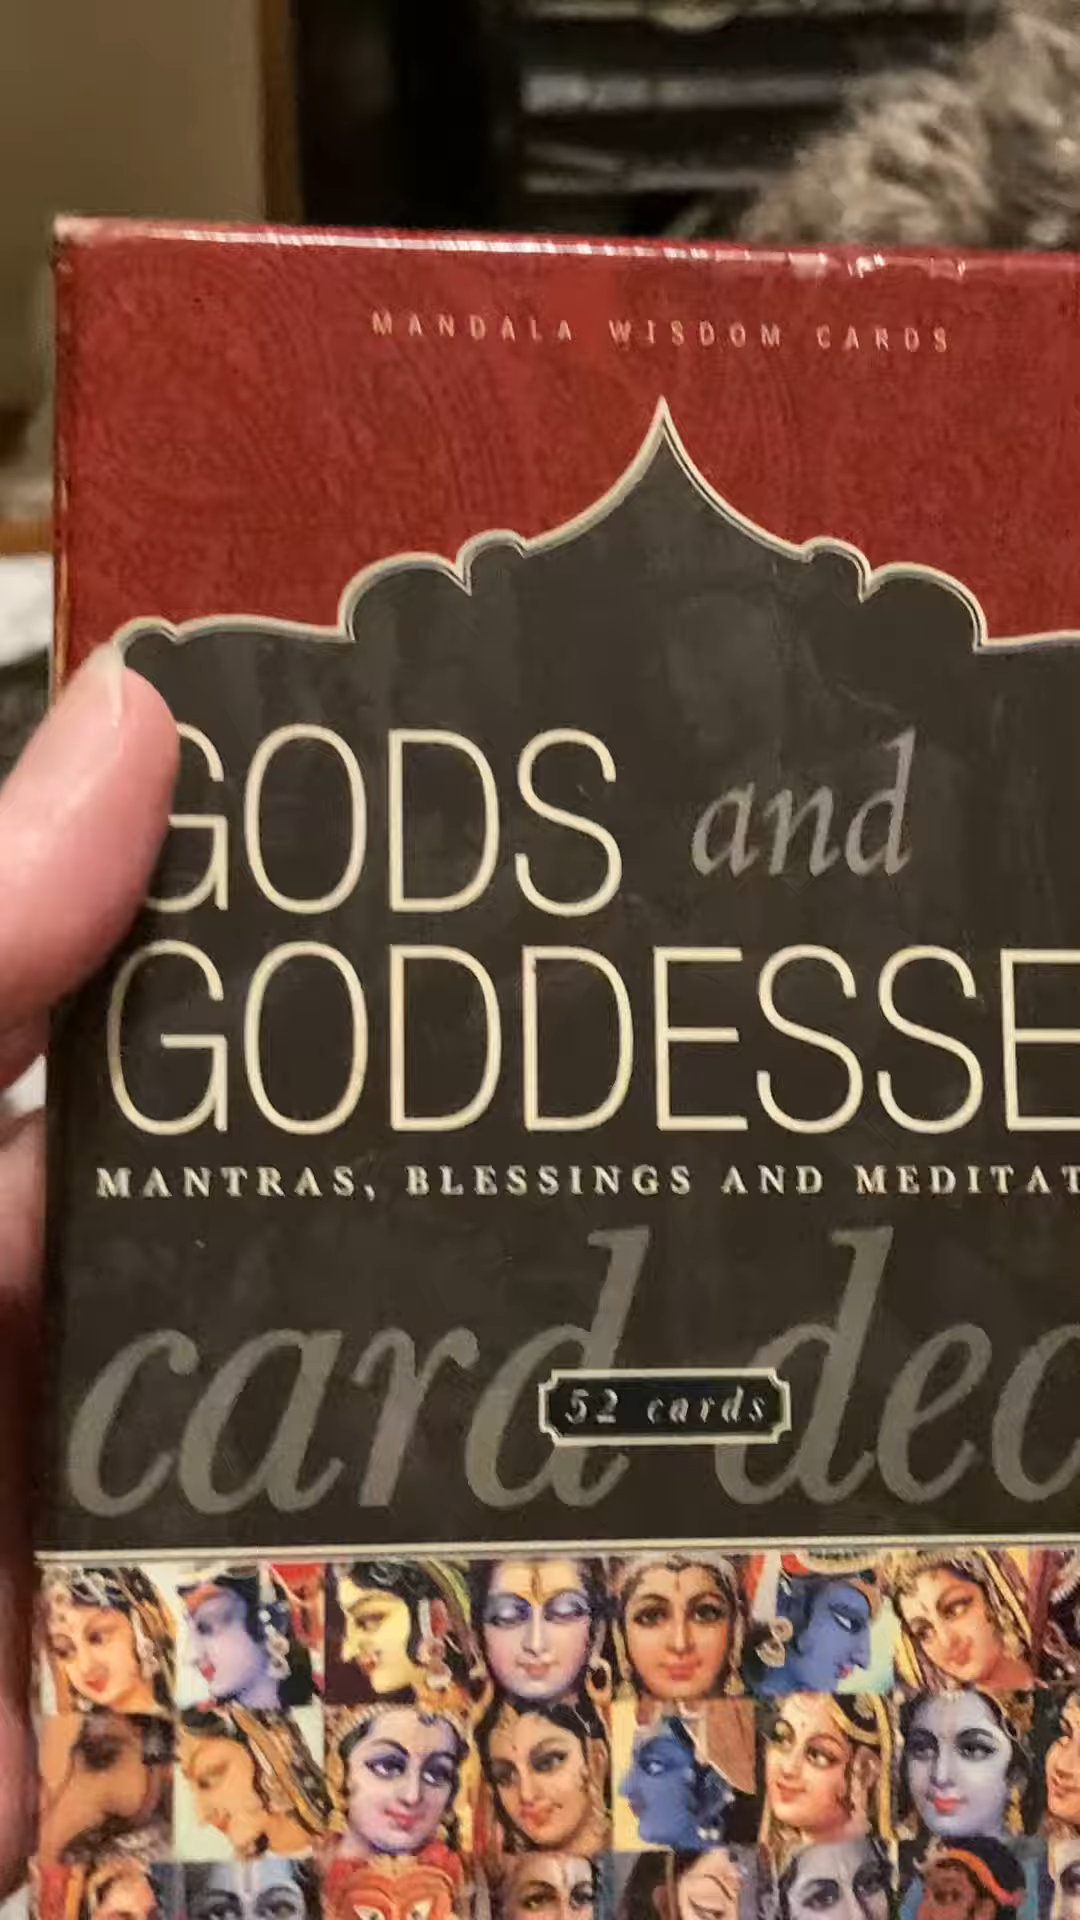 MANDALA WISDOM CARDS
GODS and
GODDESSE
MANTRAS, BLESSINGS AND MEDITAT
card dec
52 cards